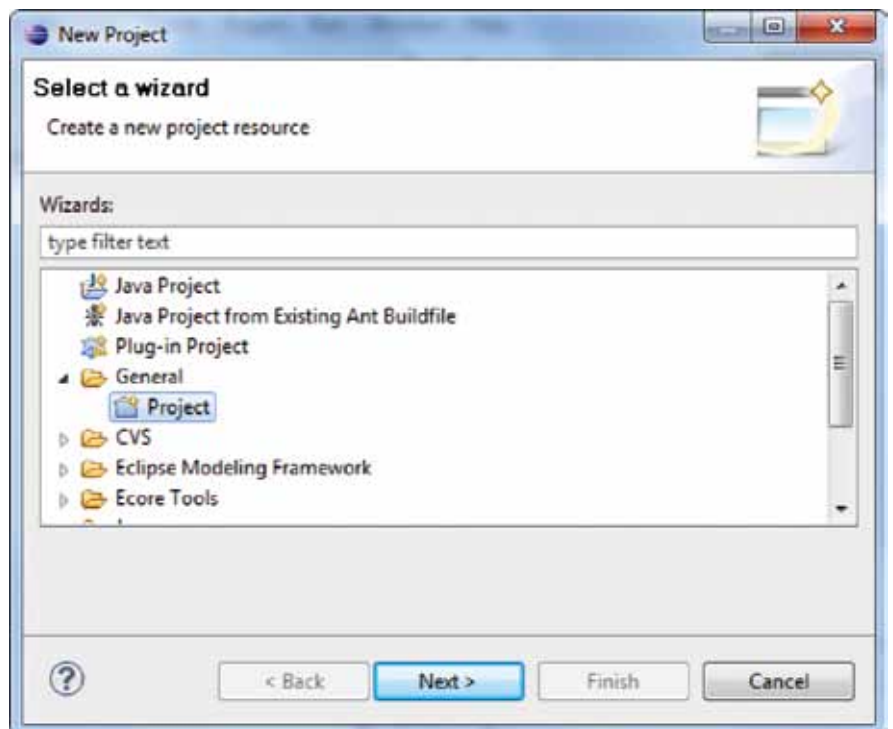 New Project
Select a wizard
Create a new project resource
Wizards:
type filter text
Java Project
Java Project from Existing Ant Buildfile
Plug-in Project
General
Project
CVS
Eclipse Modeling Framework
Ecore Tools
?
< Back Next > Finish Cancel